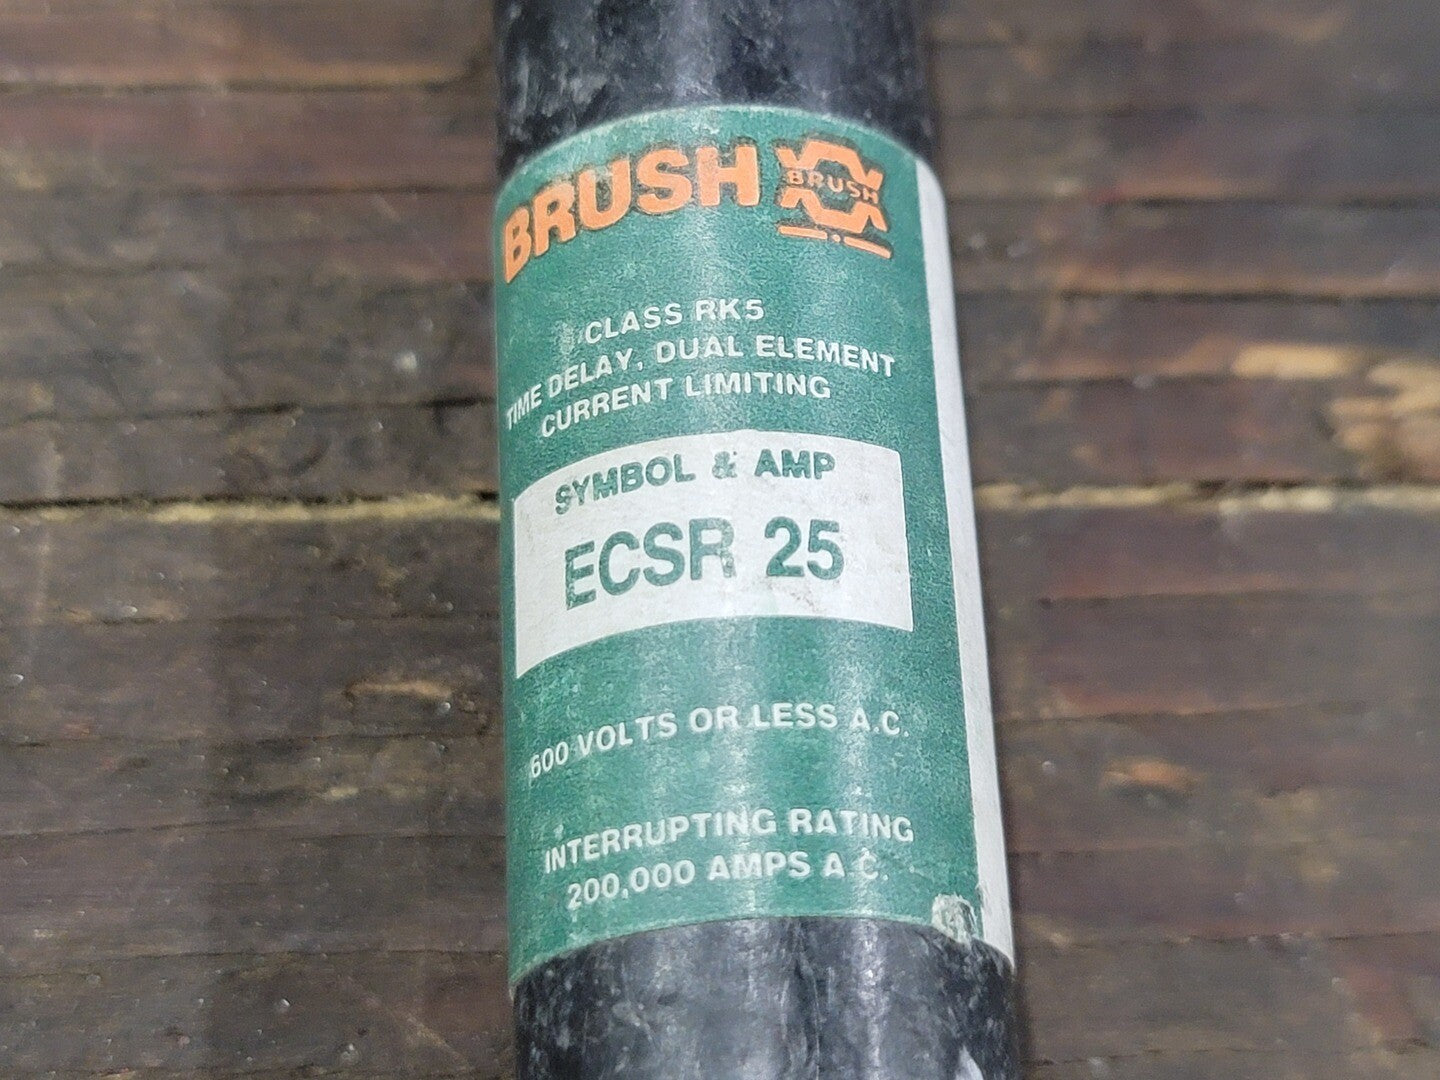 BRUSH BRUSH
CLASS RK5
TIME DELAY, DUAL ELEMENT
CURRENT LIMITING
SYMBOL & AMP
ECSR 25
600 VOLTS OR LESS A.C.
INTERRUPTING RATING
200,000 AMPS A.C.